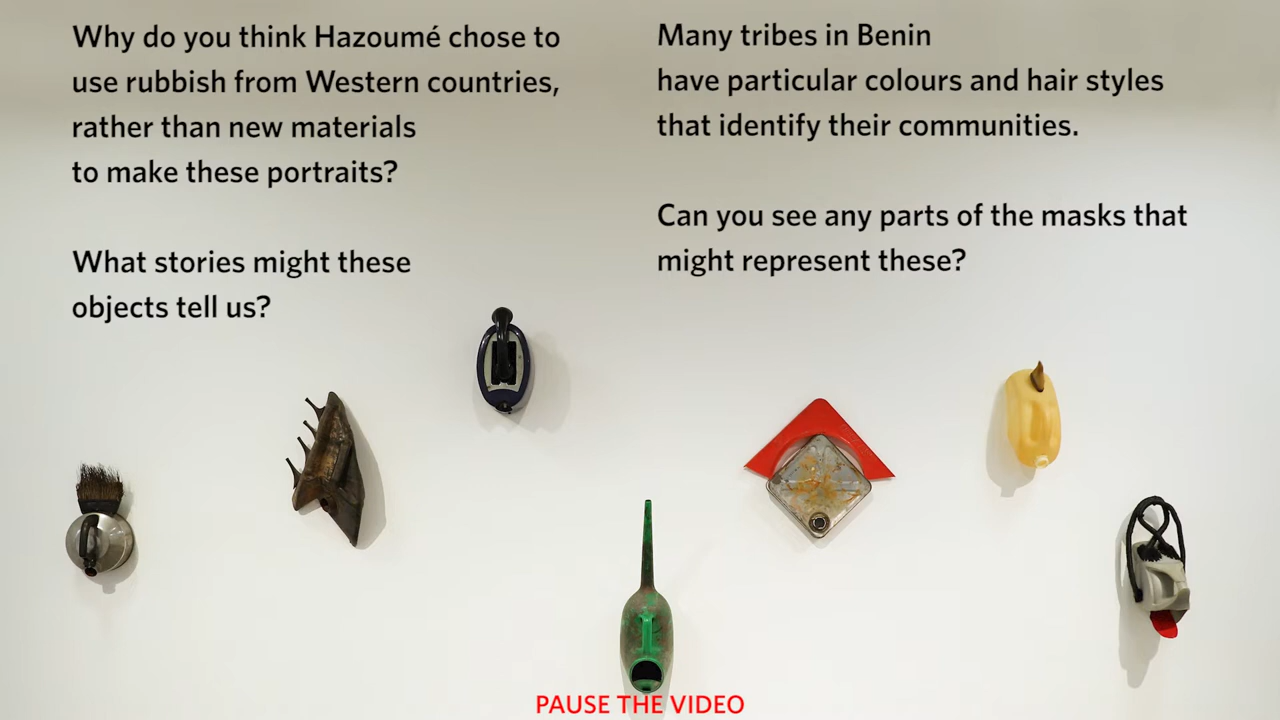 Why do you think Hazoumé chose to
use rubbish from Western countries,
rather than new materials
to make these portraits?
What stories might these
objects tell us?
Many tribes in Benin
have particular colours and hair styles
that identify their communities.
Can you see any parts of the masks that
might represent these?
PAUSE THE VIDEO